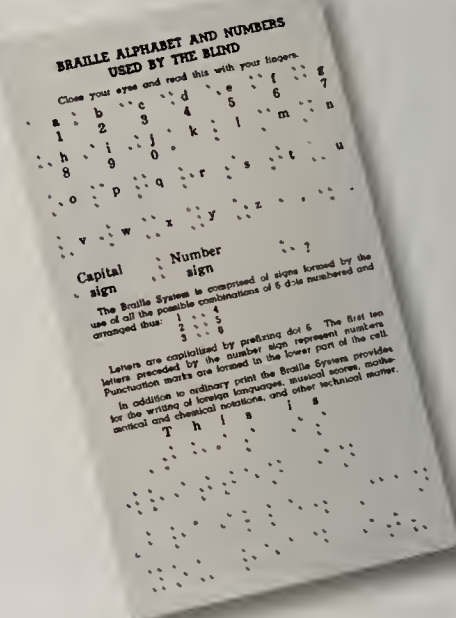 BRAILLE ALPHABET AND NUMBERS
USED BY THE BLIND
Close your eyes and read this with your fingers.
a b c d e f g
1 2 3 4 5 6 7
h i j k l m n
8 9 0
o p q r s t u
v w x y z , .
Capital sign Number sign ?
The Braille System is comprised of signs formed by the
use of all the possible combinations of 6 dots numbered and
arranged thus: 1 4
2 5
3 6
Letters are capitalized by prefixing dot 6. The first ten
letters preceded by the number sign represent numbers
Punctuation marks are formed in the lower part of the cell.
In addition to ordinary print the Braille System provides
for the writing of foreign languages, musical scores, mathe-
matical and chemical notations, and other technical matter.
T h i s i s